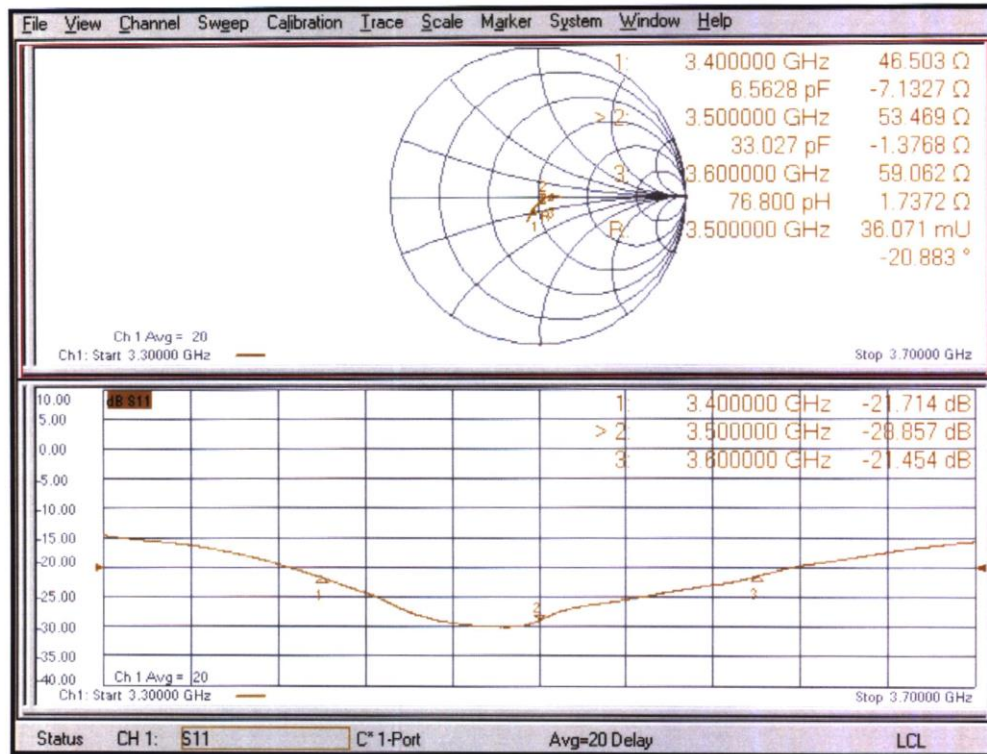 File View Channel Sweep Calibration Trace Scale Marker System Window Help
1: 3.400000 GHz 46.503 Ω
6.5628 pF -7.1327 Ω
> 2: 3.500000 GHz 53.469 Ω
33.027 pF -1.3768 Ω
3: 3.600000 GHz 59.062 Ω
76.800 pH 1.7372 Ω
R: 3.500000 GHz 36.071 mU
-20.883 °
2
1
Ch 1 Avg = 20
Ch1: Start 3.30000 GHz Stop 3.70000 GHz
10.00 dB S11
5.00
0.00
-5.00
-10.00
-15.00
-20.00
-25.00
-30.00
-35.00
-40.00
1: 3.400000 GHz -21.714 dB
> 2: 3.500000 GHz -28.857 dB
3: 3.600000 GHz -21.454 dB
1
2
3
Ch 1 Avg = 20
Ch1: Start 3.30000 GHz Stop 3.70000 GHz
Status CH 1: S11 C* 1-Port Avg=20 Delay LCL